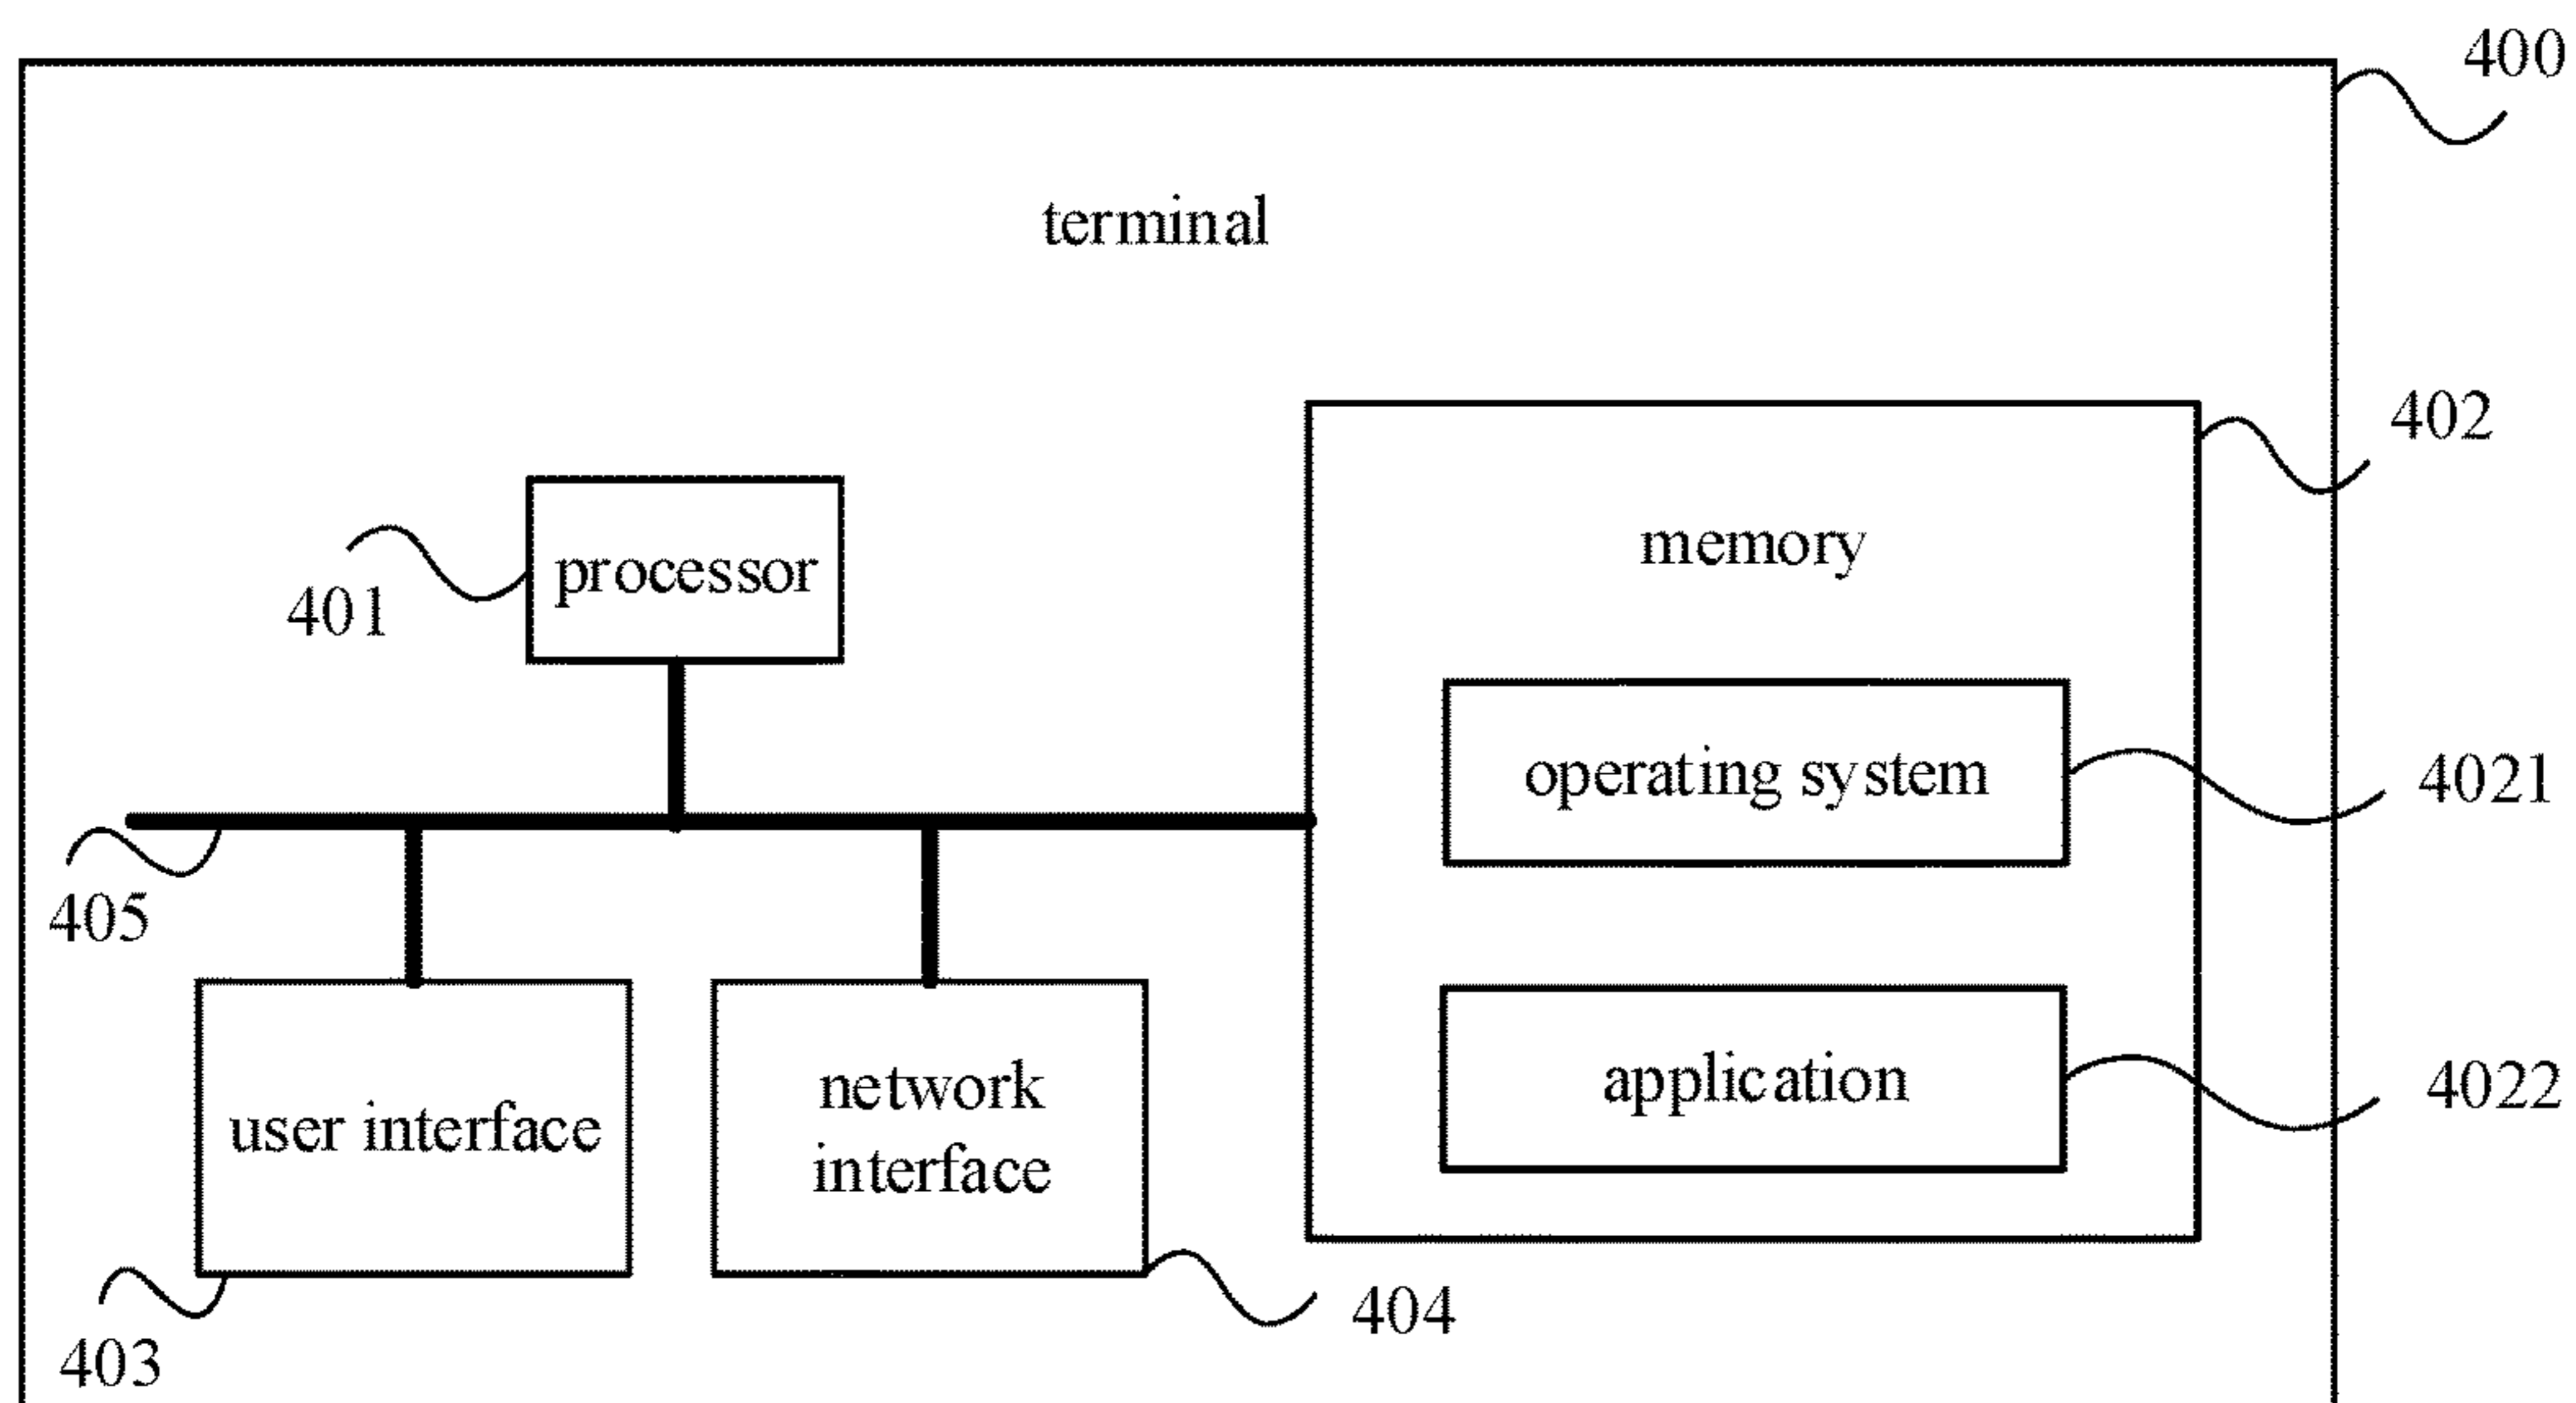 400
terminal
402
memory
processor
401
operating system
4021
405
network
interface
user interface
application
4022
404
403